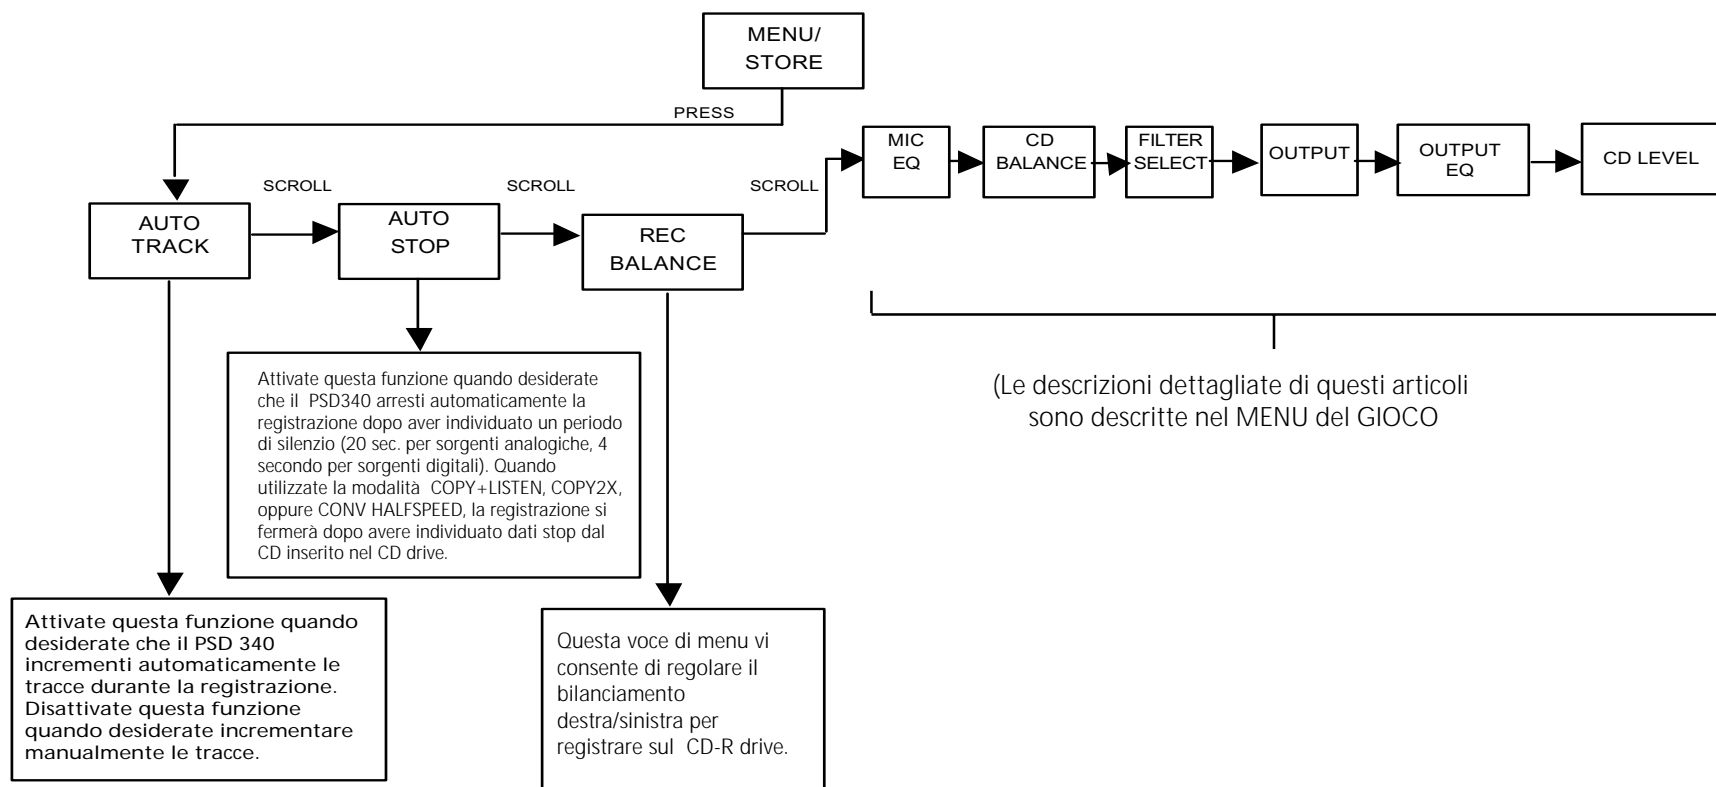 MENU/
STORE
PRESS
MIC
EQ
CD
BALANCE
FILTER
SELECT
OUTPUT
OUTPUT
EQ
CD LEVEL
SCROLL
SCROLL
SCROLL
AUTO
TRACK
AUTO
STOP
REC
BALANCE
Attivate questa funzione quando desiderate
che il PSD340 arresti automaticamente la
registrazione dopo aver individuato un periodo
di silenzio (20 sec. per sorgenti analogiche, 4
secondo per sorgenti digitali). Quando
utilizzate la modalità COPY+LISTEN, COPY2X,
oppure CONV HALFSPEED, la registrazione si
fermerà dopo avere individuato dati stop dal
CD inserito nel CD drive.
(Le descrizioni dettagliate di questi articoli
sono descritte nel MENU del GIOCO
Attivate questa funzione quando
desiderate che il PSD 340
incrementi automaticamente le
tracce durante la registrazione.
Disattivate questa funzione
quando desiderate incrementare
manualmente le tracce.
Questa voce di menu vi
consente di regolare il
bilanciamento
destra/sinistra per
registrare sul CD-R drive.